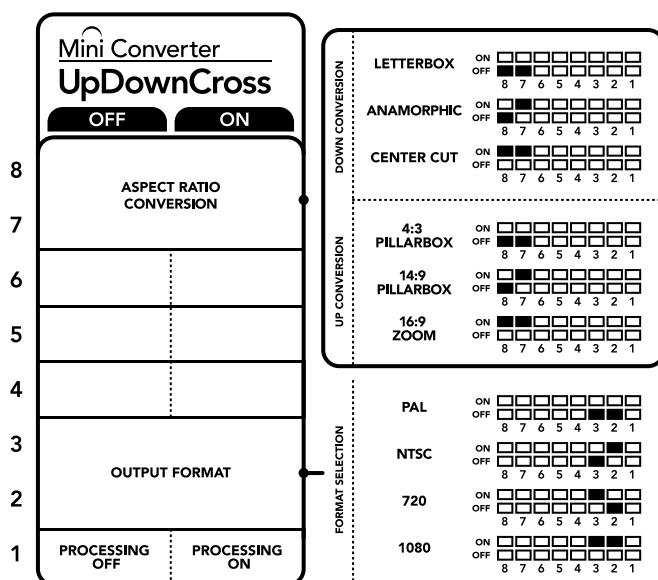 Mini Converter
UpDownCross
OFF ON
8
ASPECT RATIO
CONVERSION
7
6
5
4
3
OUTPUT FORMAT
2
1
PROCESSING
OFF
PROCESSING
ON
DOWN CONVERSION
LETTERBOX
ON
OFF
8 7 6 5 4 3 2 1
ANAMORPHIC
ON
OFF
8 7 6 5 4 3 2 1
CENTER CUT
ON
OFF
8 7 6 5 4 3 2 1
UP CONVERSION
4:3
PILLARBOX
ON
OFF
8 7 6 5 4 3 2 1
14:9
PILLARBOX
ON
OFF
8 7 6 5 4 3 2 1
16:9
ZOOM
ON
OFF
8 7 6 5 4 3 2 1
FORMAT SELECTION
PAL
ON
OFF
8 7 6 5 4 3 2 1
NTSC
ON
OFF
8 7 6 5 4 3 2 1
720
ON
OFF
8 7 6 5 4 3 2 1
1080
ON
OFF
8 7 6 5 4 3 2 1